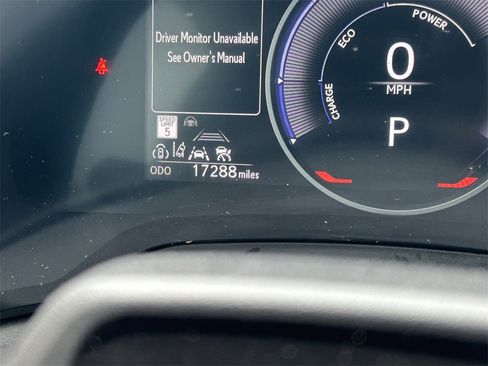 Driver Monitor Unavailable
See Owner's Manual
SPEED
LIMIT
5
ODO 17288 miles
CHARGE
ECO
POWER
0
MPH
P